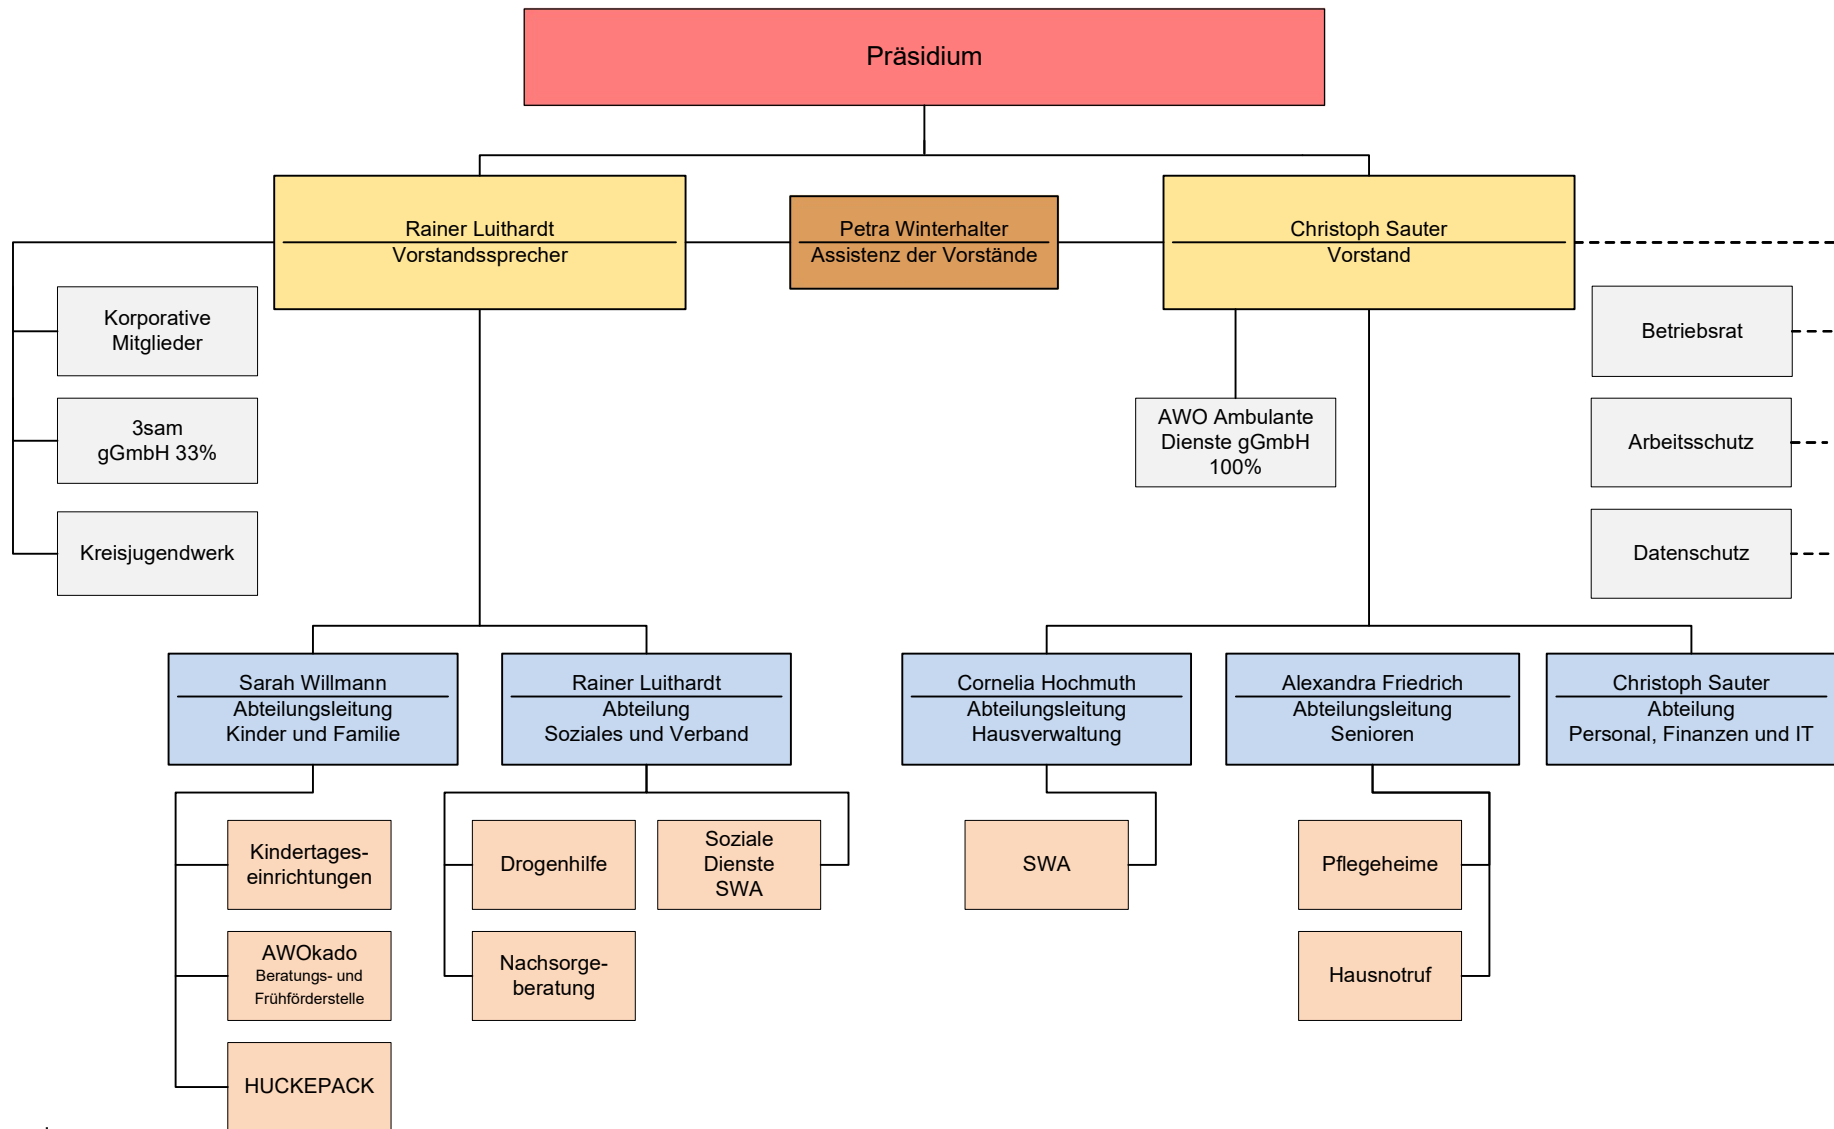 Präsidium
Rainer Luithardt
Vorstandssprecher
Petra Winterhalter
Assistenz der Vorstände
Christoph Sauter
Vorstand
Korporative
Mitglieder
3sam
gGmbH 33%
Kreisjugendwerk
AWO Ambulante
Dienste gGmbH
100%
Betriebsrat
Arbeitsschutz
Datenschutz
Sarah Willmann
Abteilungsleitung
Kinder und Familie
Rainer Luithardt
Abteilung
Soziales und Verband
Cornelia Hochmuth
Abteilungsleitung
Hausverwaltung
Alexandra Friedrich
Abteilungsleitung
Senioren
Christoph Sauter
Abteilung
Personal, Finanzen und IT
Kindertages-
einrichtungen
AWOkado
Beratungs- und
Frühförderstelle
HUCKEPACK
Drogenhilfe
Nachsorge-
beratung
Soziale
Dienste
SWA
SWA
Pflegeheime
Hausnotruf